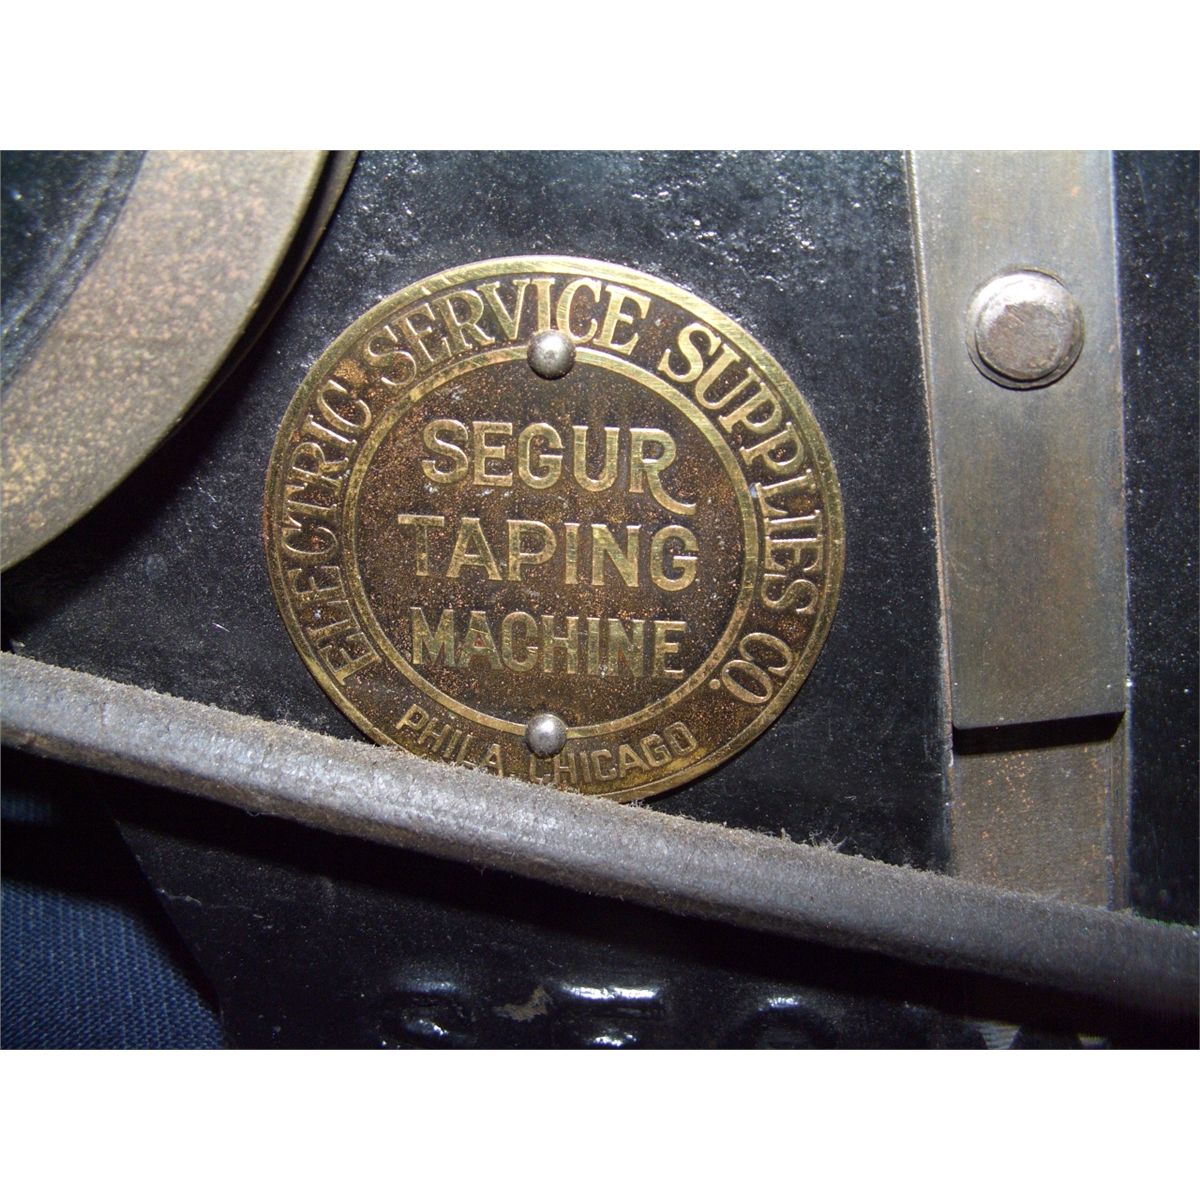 ELECTRIC SERVICE SUPPLIES CO.
SEGUR
TAPING
MACHINE
PHILA. CHICAGO